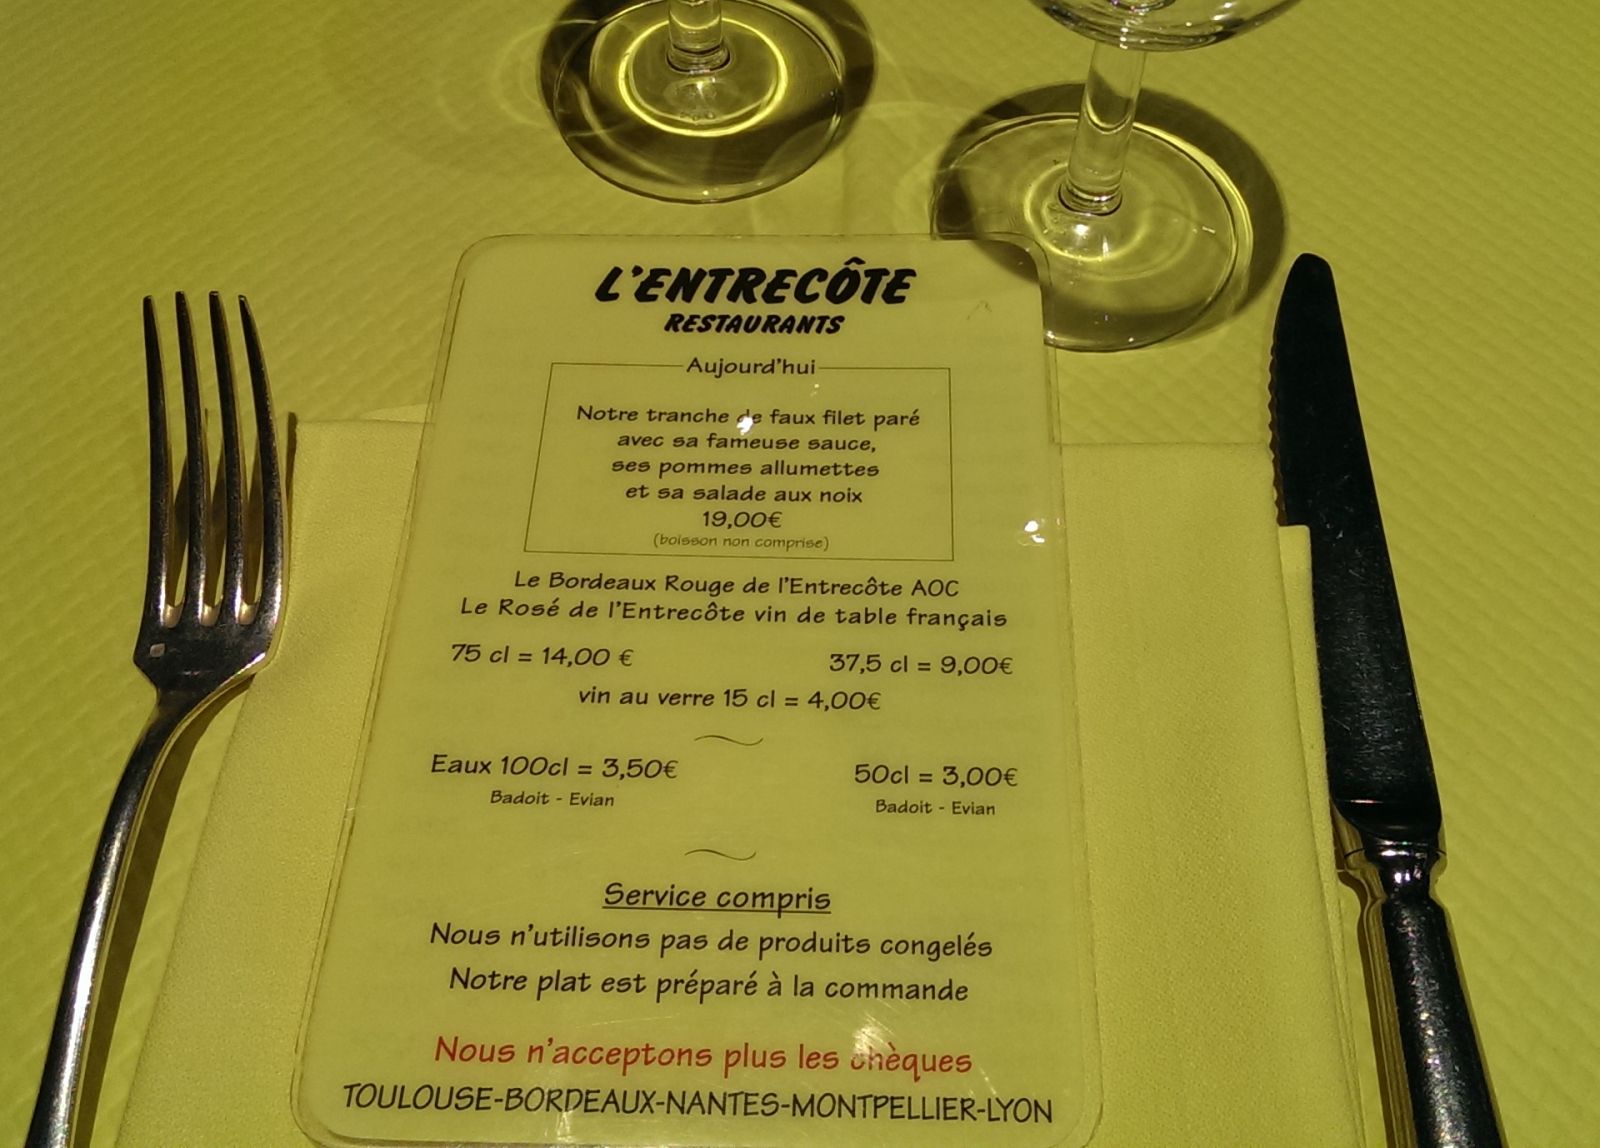 L'ENTRECÔTE
RESTAURANTS
Aujourd'hui
Notre tranche de faux filet paré
avec sa fameuse sauce,
ses pommes allumettes
et sa salade aux noix
19,00€
(boisson non comprise)
Le Bordeaux Rouge de l'Entrecôte AOC
Le Rosé de l'Entrecôte vin de table français
75 cl = 14,00 € 37,5 cl = 9,00€
vin au verre 15 cl = 4,00€
Eaux 100cl = 3,50€ 50cl = 3,00€
Badoit - Evian Badoit - Evian
Service compris
Nous n'utilisons pas de produits congelés
Notre plat est préparé à la commande
Nous n'acceptons plus les chèques
TOULOUSE-BORDEAUX-NANTES-MONTPELLIER-LYON